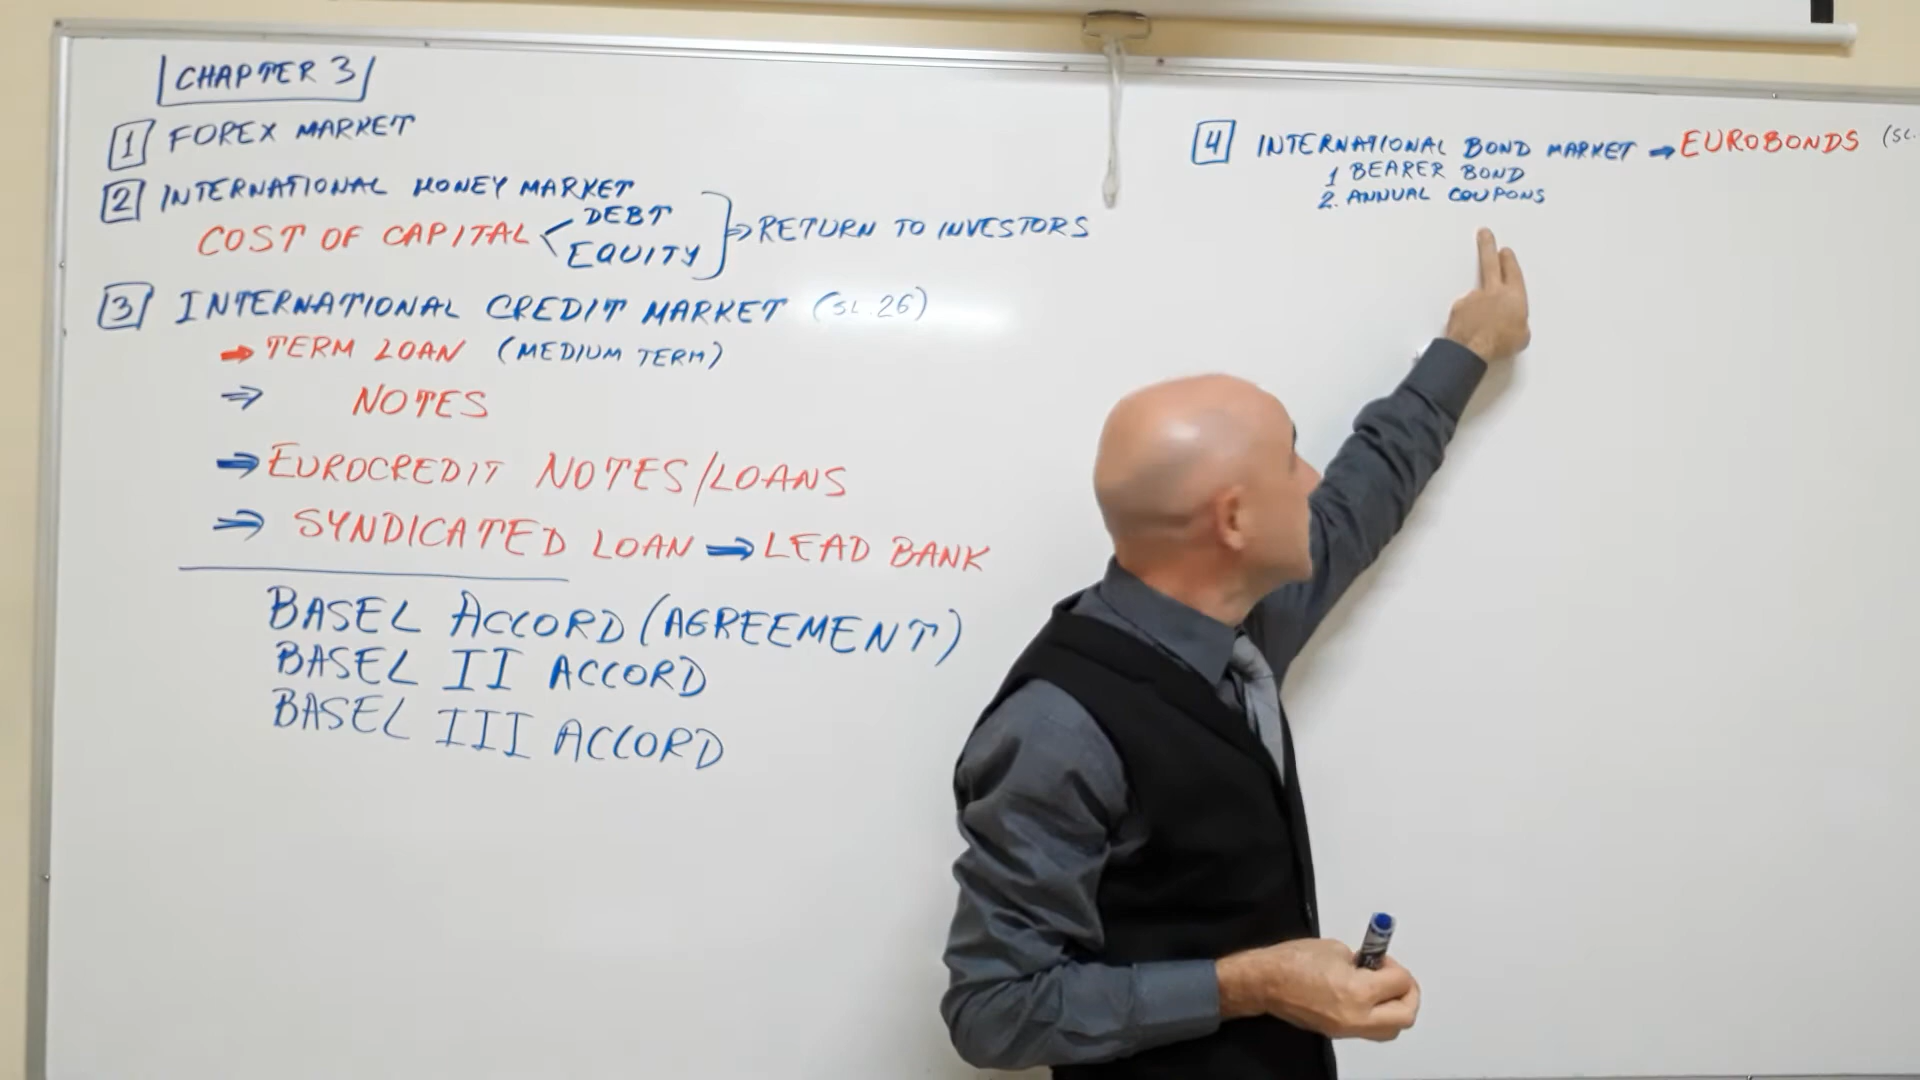 CHAPTER 3
1 FOREX MARKET
2 INTERNATIONAL MONEY MARKET
COST OF CAPITAL DEBT EQUITY ⇒ RETURN TO INVESTORS
3 INTERNATIONAL CREDIT MARKET (SL. 26)
→ TERM LOAN (MEDIUM TERM)
⇒ NOTES
⇒ EUROCREDIT NOTES/LOANS
⇒ SYNDICATED LOAN ⇒ LEAD BANK
BASEL ACCORD (AGREEMENT)
BASEL II ACCORD
BASEL III ACCORD
4 INTERNATIONAL BOND MARKET → EUROBONDS (SL.
1 BEARER BOND
2. ANNUAL COUPONS